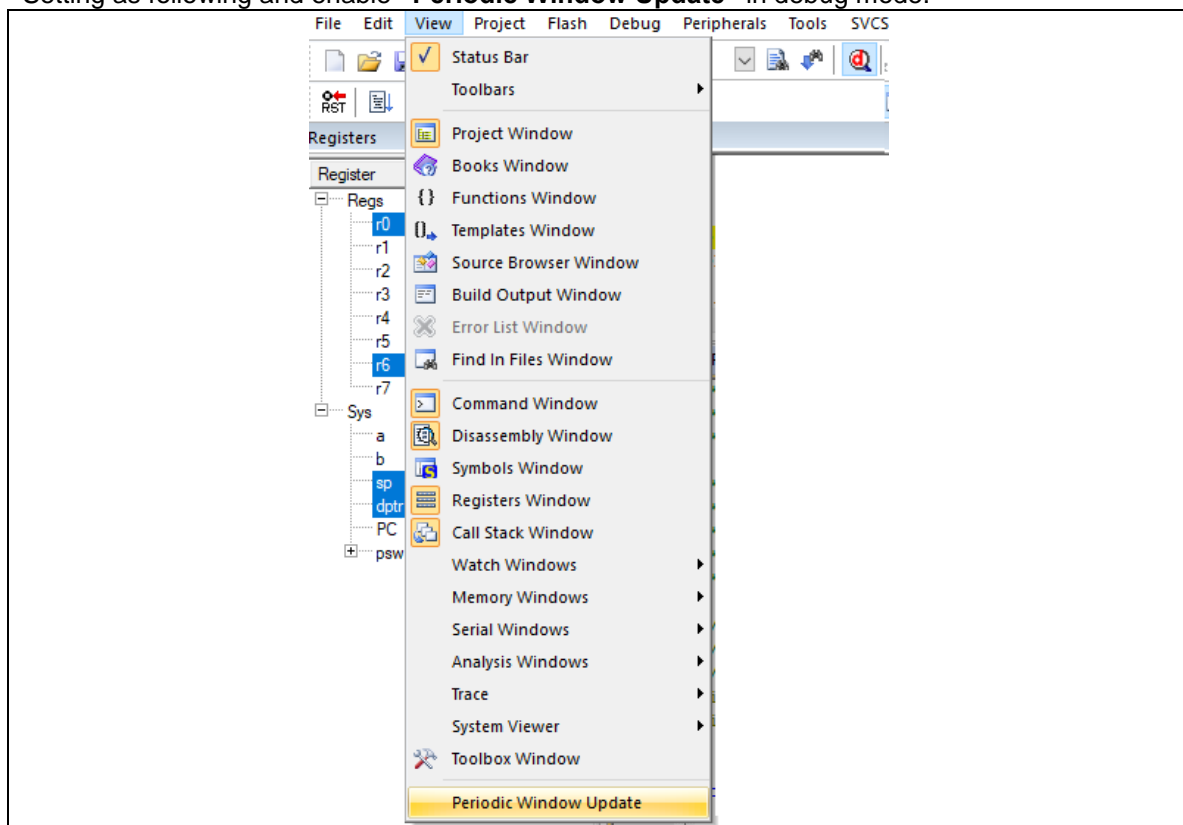 Setting as following and enable "Periodic Window Update" in debug mode.
File Edit View Project Flash Debug Peripherals Tools SVCS
Status Bar
Toolbars
RST
Registers
Project Window
Books Window
Register
Functions Window
Regs
r0
Templates Window
r1
Source Browser Window
r2
Build Output Window
r3
Error List Window
r4
r5
Find In Files Window
r6
r7
Command Window
Sys
Disassembly Window
a
b
Symbols Window
sp
Registers Window
dptr
PC
Call Stack Window
psw
Watch Windows
Memory Windows
Serial Windows
Analysis Windows
Trace
System Viewer
Toolbox Window
Periodic Window Update